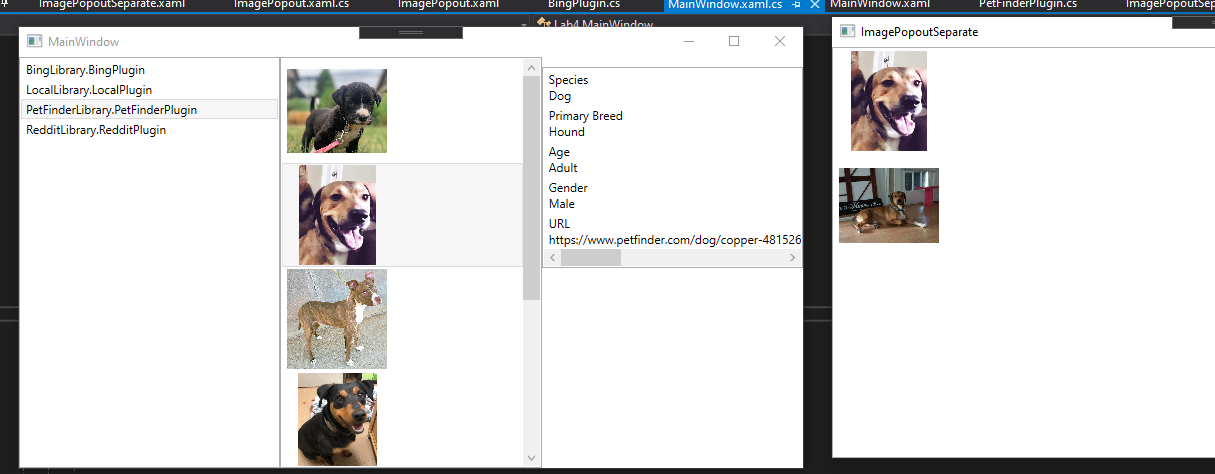 ImagePopoutSeparate.xaml
ImagePopout.xaml.cs
ImagePopout.xaml
BingPlugin.cs
MainWindow.xaml.cs
MainWindow.xaml
PetFinderPlugin.cs
ImagePopoutSep
Lab4.MainWindow
MainWindow
BingLibrary.BingPlugin
LocalLibrary.LocalPlugin
PetFinderLibrary.PetFinderPlugin
RedditLibrary.RedditPlugin
Species
Dog
Primary Breed
Hound
Age
Adult
Gender
Male
URL
https://www.petfinder.com/dog/copper-481526
ImagePopoutSeparate